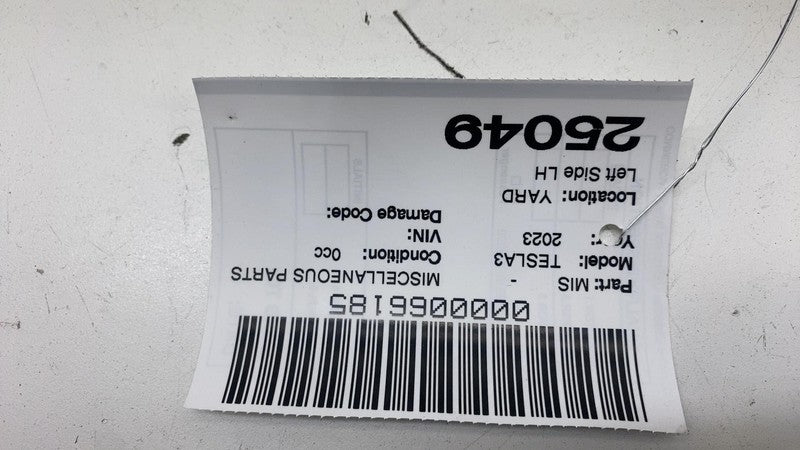 0000066185
Part: MIS - MISCELLANEOUS PARTS
Model: TESLA3 Condition: 0cc
Year: 2023 VIN:
Location: YARD Damage Code:
Left Side LH
25049